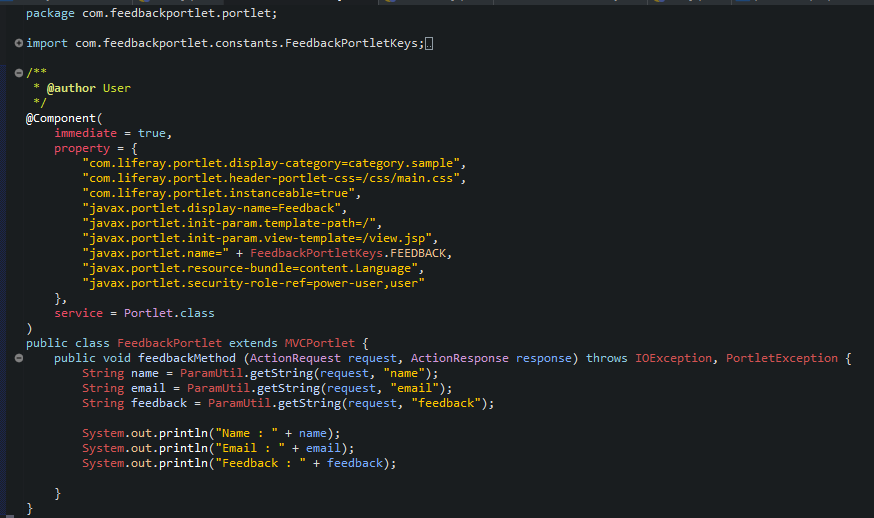 package com.feedbackportlet.portlet;
import com.feedbackportlet.constants.FeedbackPortletKeys;
/**
 * @author User
 */
@Component(
    immediate = true,
    property = {
        "com.liferay.portlet.display-category=category.sample",
        "com.liferay.portlet.header-portlet-css=/css/main.css",
        "com.liferay.portlet.instanceable=true",
        "javax.portlet.display-name=Feedback",
        "javax.portlet.init-param.template-path=/",
        "javax.portlet.init-param.view-template=/view.jsp",
        "javax.portlet.name=" + FeedbackPortletKeys.FEEDBACK,
        "javax.portlet.resource-bundle=content.Language",
        "javax.portlet.security-role-ref=power-user,user"
    },
    service = Portlet.class
)
public class FeedbackPortlet extends MVCPortlet {
    public void feedbackMethod (ActionRequest request, ActionResponse response) throws IOException, PortletException {
        String name = ParamUtil.getString(request, "name");
        String email = ParamUtil.getString(request, "email");
        String feedback = ParamUtil.getString(request, "feedback");
        System.out.println("Name : " + name);
        System.out.println("Email : " + email);
        System.out.println("Feedback : " + feedback);
    }
}